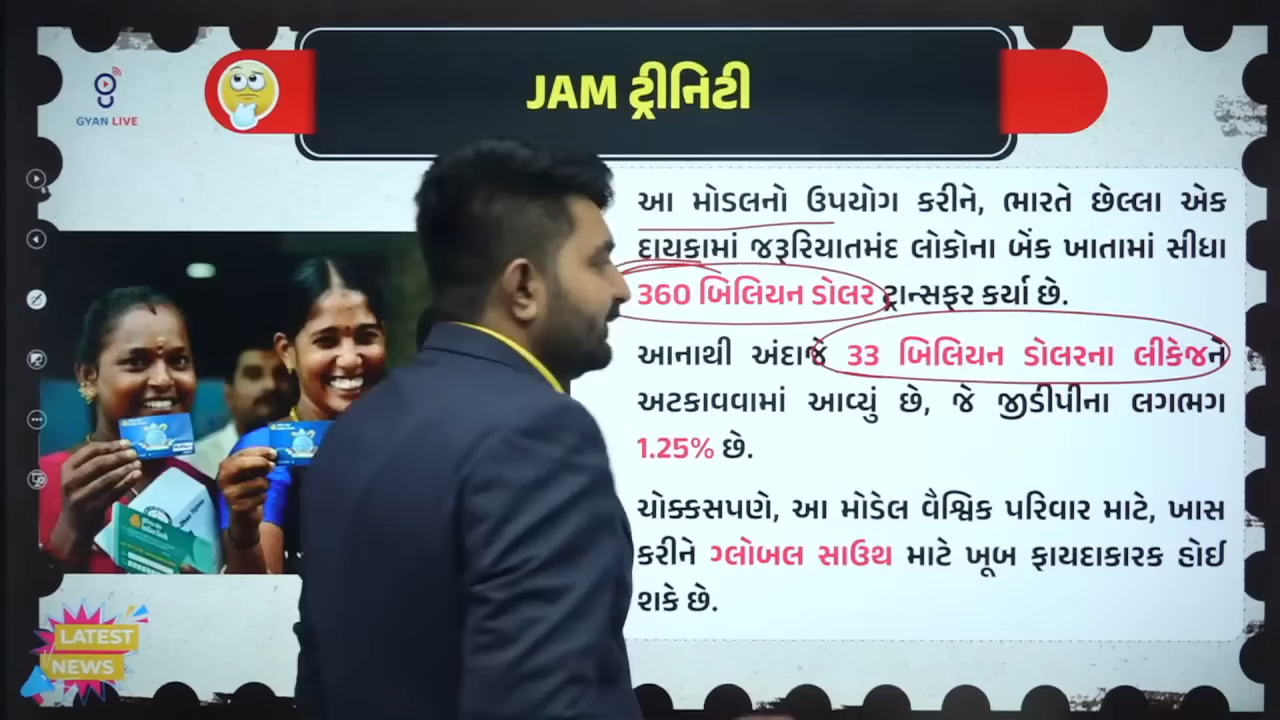 GYAN LIVE
JAM ટ્રીનિટી
આ મોડલનો ઉપયોગ કરીને, ભારતે છેલ્લા એક
દાયકામાં જરૂરિયાતમંદ લોકોના બેંક ખાતામાં સીધા
360 બિલિયન ડોલર ટ્રાન્સફર કર્યા છે.
આનાથી અંદાજે 33 બિલિયન ડોલરના લીકેજને
અટકાવવામાં આવ્યું છે, જે જીડીપીના લગભગ
1.25% છે.
ચોક્કસપણે, આ મોડેલ વૈશ્વિક પરિવાર માટે, ખાસ
કરીને ગ્લોબલ સાઉથ માટે ખૂબ ફાયદાકારક હોઈ
શકે છે.
LATEST
NEWS